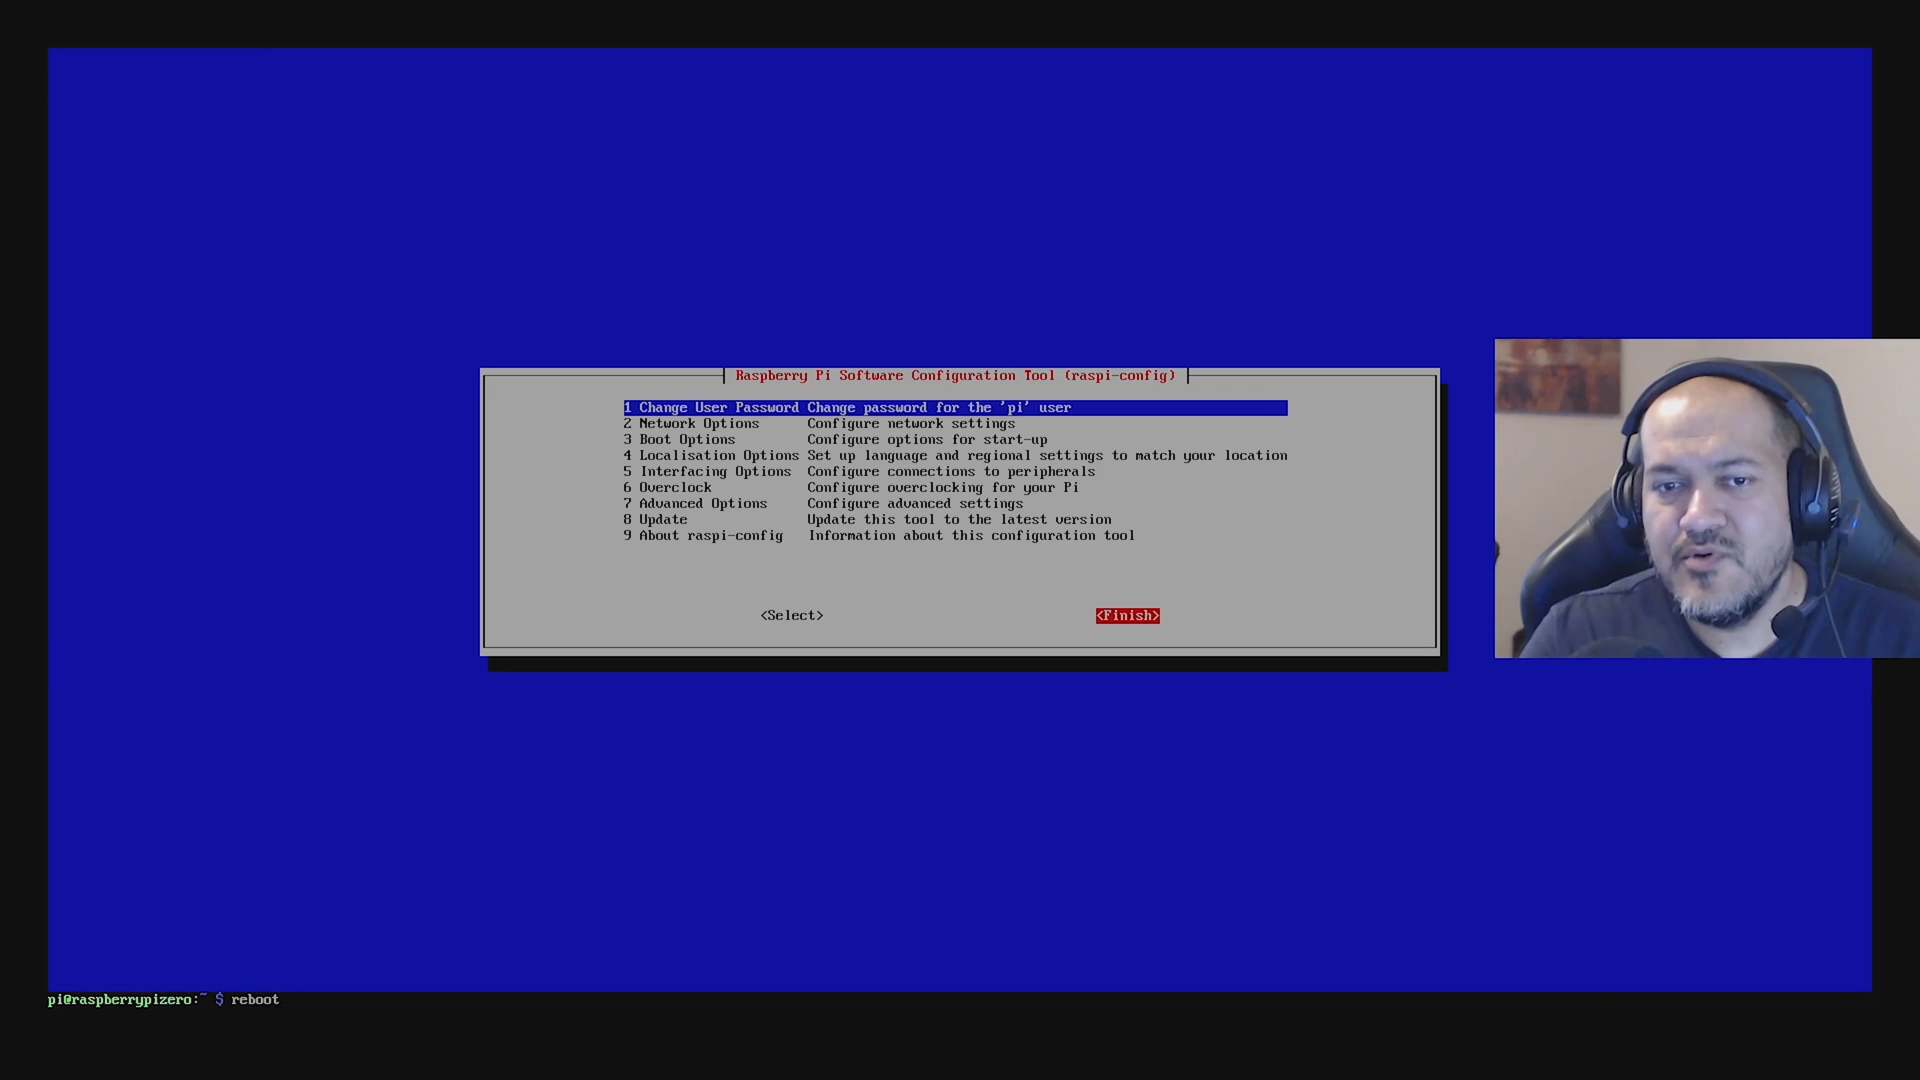 Raspberry Pi Software Configuration Tool (raspi-config)
1 Change User Password Change password for the 'pi' user
2 Network Options Configure network settings
3 Boot Options Configure options for start-up
4 Localisation Options Set up language and regional settings to match your location
5 Interfacing Options Configure connections to peripherals
6 Overclock Configure overclocking for your Pi
7 Advanced Options Configure advanced settings
8 Update Update this tool to the latest version
9 About raspi-config Information about this configuration tool
<Select> <Finish>
pi@raspberrypizero:~ $ reboot